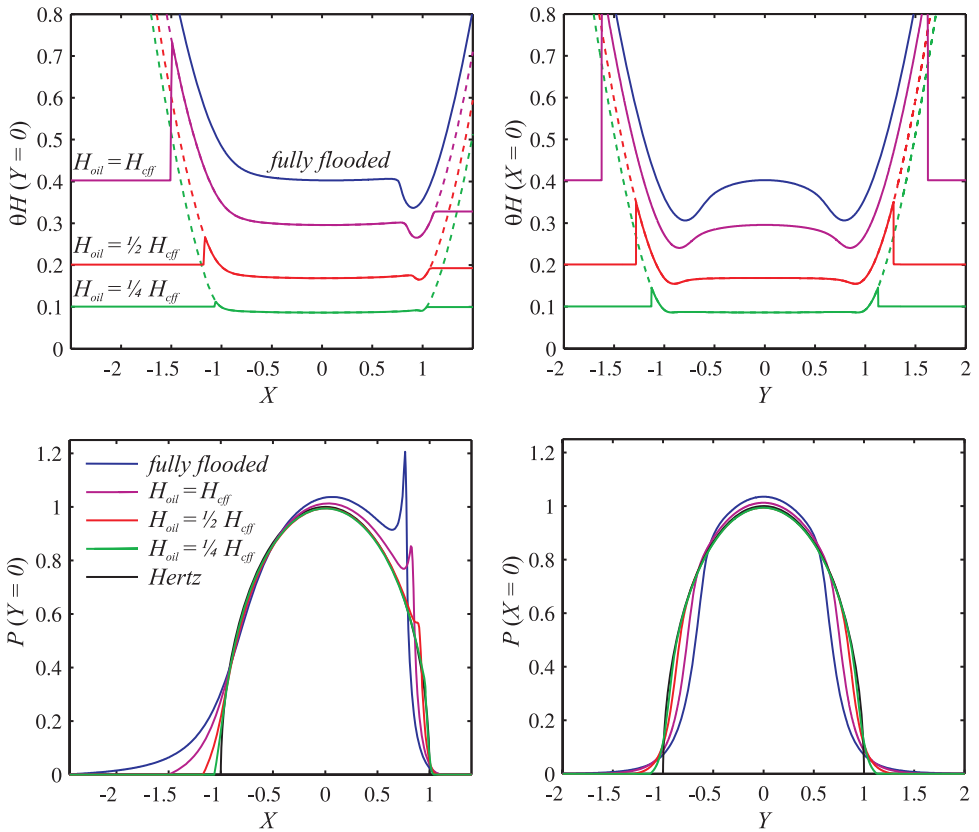 0.8
0.7
0.6
0.5
0.4
0.3
0.2
0.1
0
θH (Y = 0)
H_oil = H_cff
H_oil = ½ H_cff
H_oil = ¼ H_cff
fully flooded
-2 -1.5 -1 -0.5 0 0.5 1
X
0.8
0.7
0.6
0.5
0.4
0.3
0.2
0.1
0
θH (X = 0)
-2 -1.5 -1 -0.5 0 0.5 1 1.5 2
Y
1.2
1
0.8
0.6
0.4
0.2
0
P (Y = 0)
fully flooded
H_oil = H_cff
H_oil = ½ H_cff
H_oil = ¼ H_cff
Hertz
-2 -1.5 -1 -0.5 0 0.5 1
X
1.2
1
0.8
0.6
0.4
0.2
0
P (X = 0)
-2 -1.5 -1 -0.5 0 0.5 1 1.5 2
Y